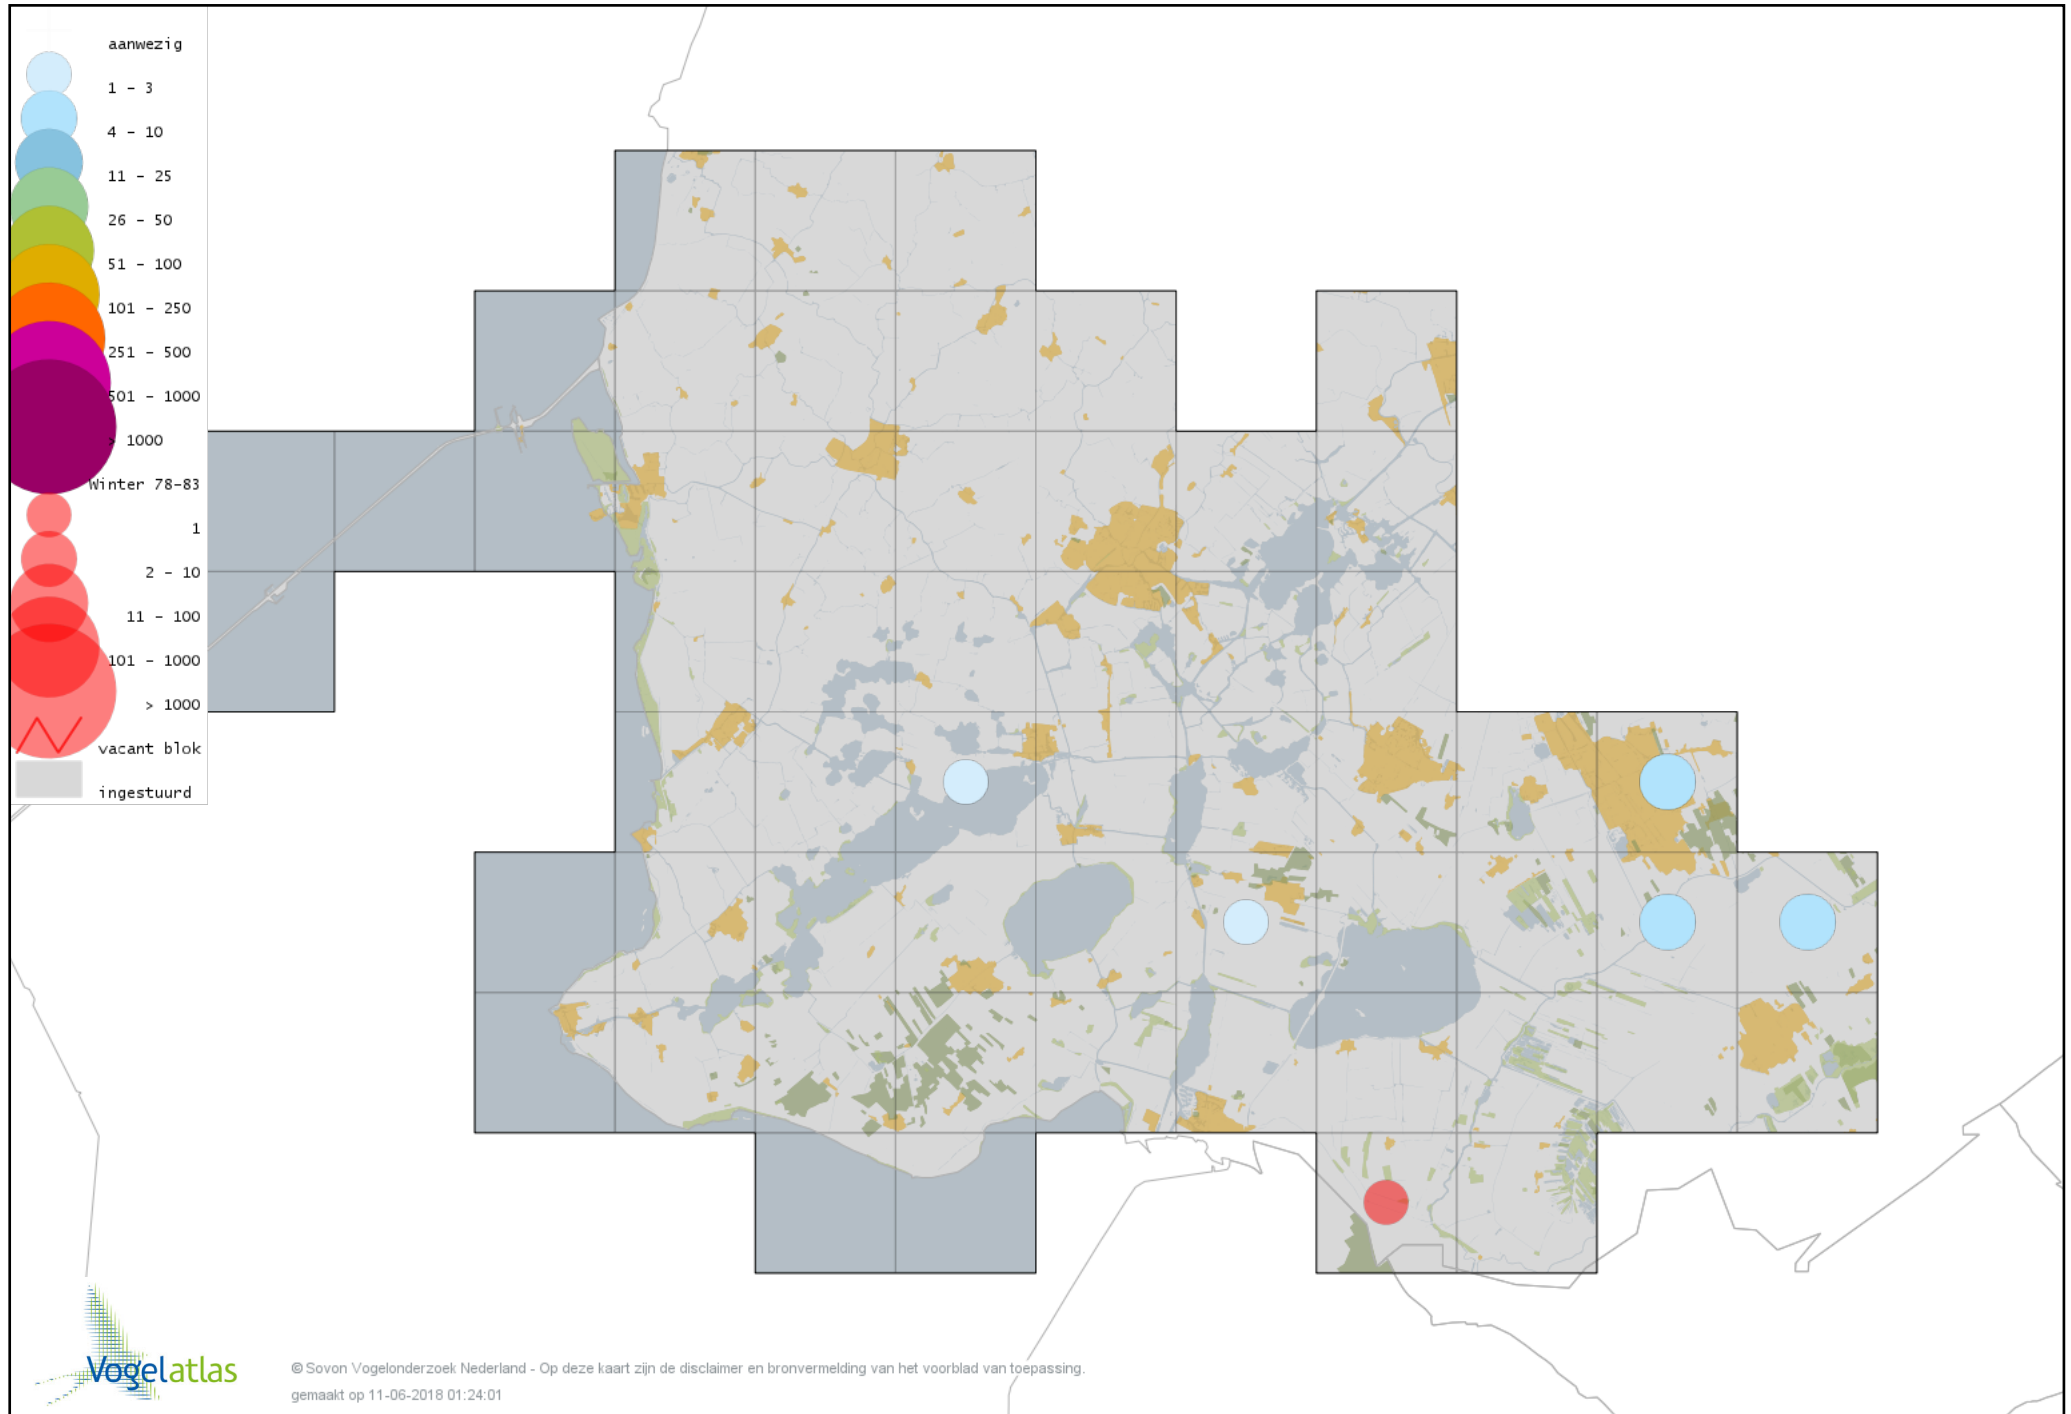 aanwezig
1 - 3
4 - 10
11 - 25
26 - 50
51 - 100
101 - 250
251 - 500
501 - 1000
> 1000
Winter 78-83
1
2 - 10
11 - 100
101 - 1000
> 1000
vacant blok
ingestuurd
Vogelatlas
© Sovon Vogelonderzoek Nederland - Op deze kaart zijn de disclaimer en bronvermelding van het voorblad van toepassing.
gemaakt op 11-06-2018 01:24:01